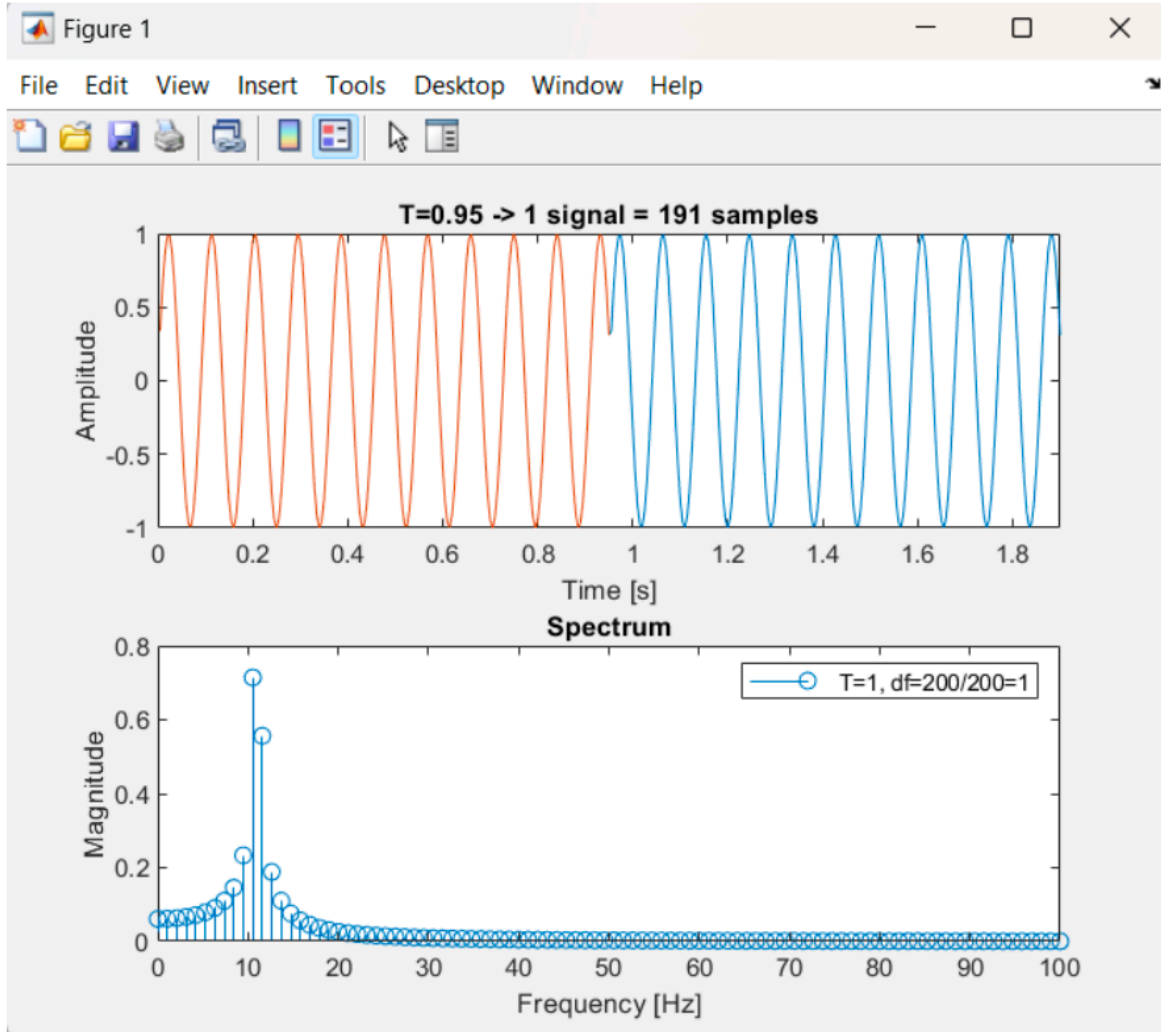 Figure 1
File Edit View Insert Tools Desktop Window Help
T=0.95 -> 1 signal = 191 samples
1
0.5
0
-0.5
-1
Amplitude
0 0.2 0.4 0.6 0.8 1 1.2 1.4 1.6 1.8
Time [s]
Spectrum
0.8
0.6
0.4
0.2
0
Magnitude
T=1, df=200/200=1
0 10 20 30 40 50 60 70 80 90 100
Frequency [Hz]